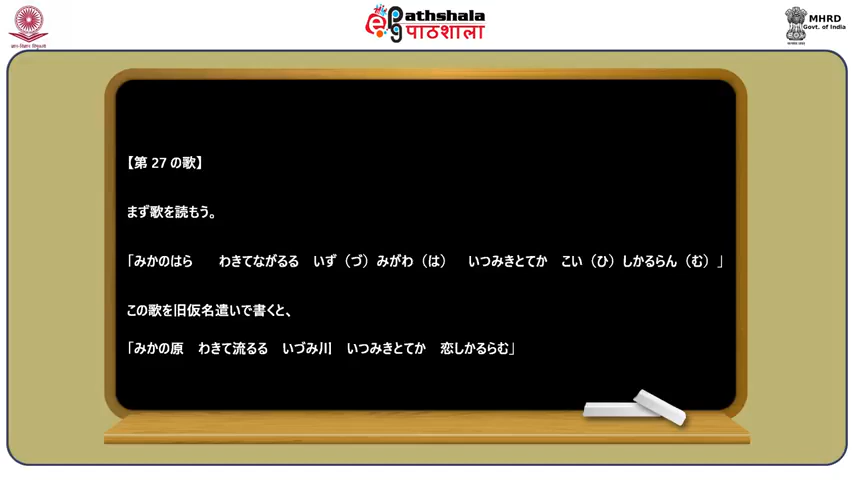 ज्ञान-विज्ञान विमुक्तये
ePathshala
पाठशाला
MHRD
Govt. of India
【第 27 の歌】
まず歌を読もう。
「みかのはら　　わきてながるる　いず（づ）みがわ（は）　いつみきとてか　こい（ひ）しかるらん（む）」
この歌を旧仮名遣いで書くと、
「みかの原　わきて流るる　いづみ川　いつみきとてか　恋しかるらむ」